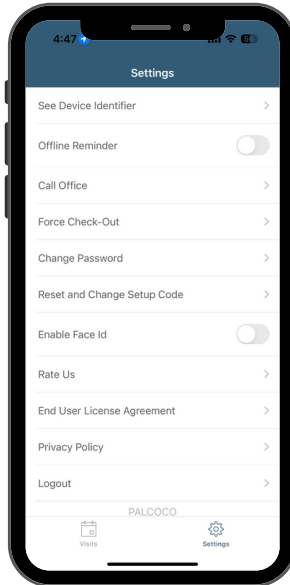 4:47
Settings
See Device Identifier
Offline Reminder
Call Office
Force Check-Out
Change Password
Reset and Change Setup Code
Enable Face Id
Rate Us
End User License Agreement
Privacy Policy
Logout
PALCOCO
Visits Settings